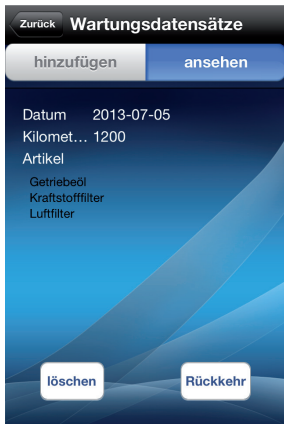 Zurück Wartungsdatensätze
hinzufügen ansehen
Datum 2013-07-05
Kilomet... 1200
Artikel
Getriebeöl
Kraftstofffilter
Luftfilter
löschen Rückkehr